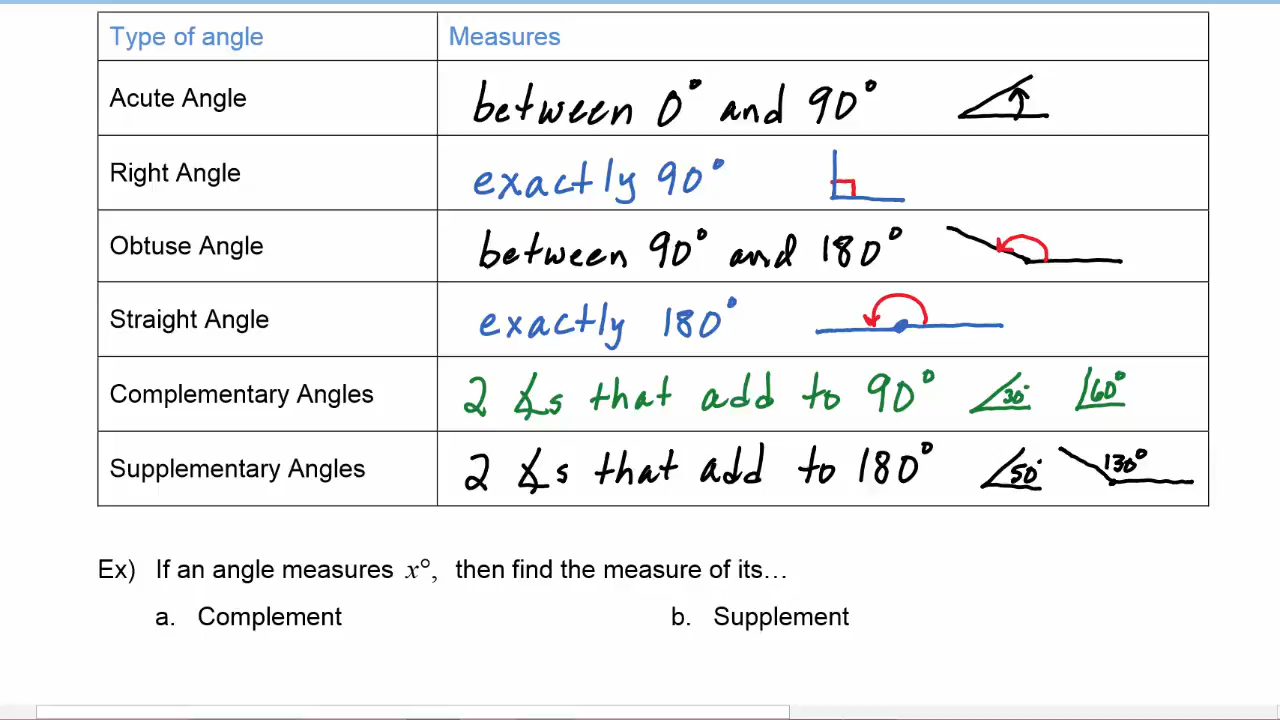 Type of angle Measures
Acute Angle between 0° and 90°
Right Angle exactly 90°
Obtuse Angle between 90° and 180°
Straight Angle exactly 180°
Complementary Angles 2 ∡s that add to 90° 30° 60°
Supplementary Angles 2 ∡s that add to 180° 50° 130°
Ex) If an angle measures x°, then find the measure of its…
a. Complement b. Supplement